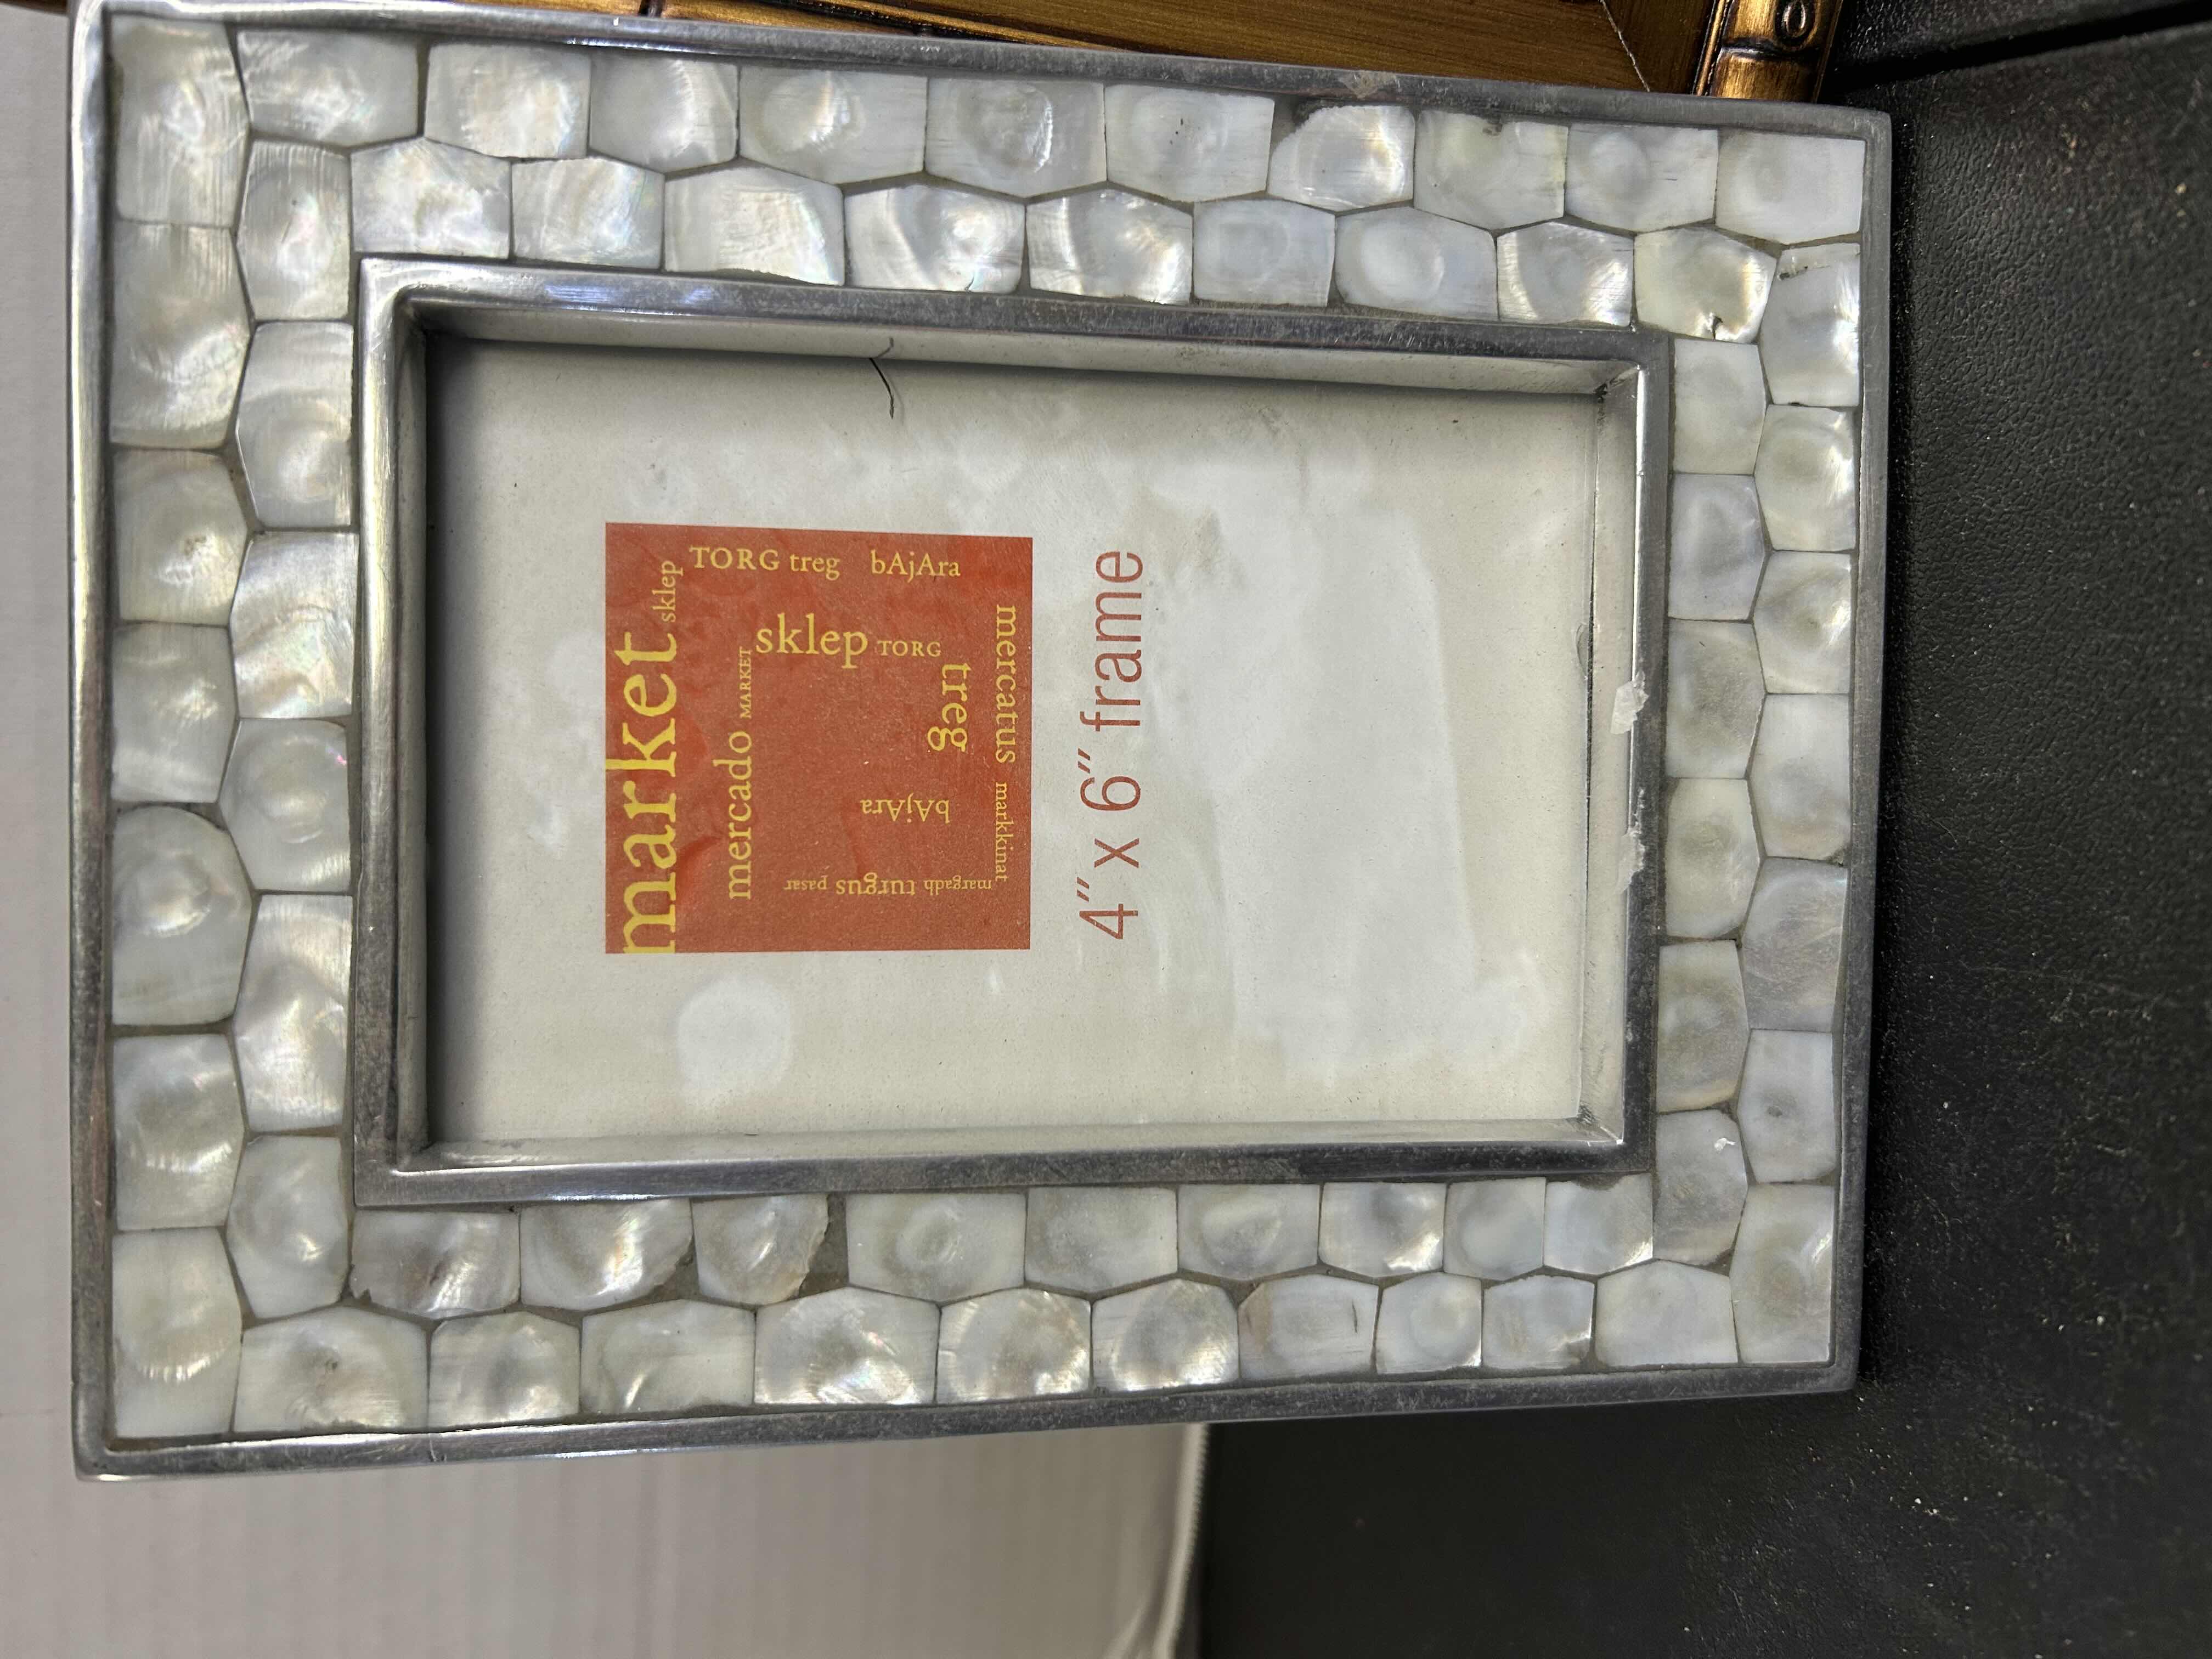 market sklep
mercado MARKET
TORG treg bAjAra
sklep TORG
treg
bAjAra
margadh turgus pasar
mercatus markkinat
4" x 6" frame